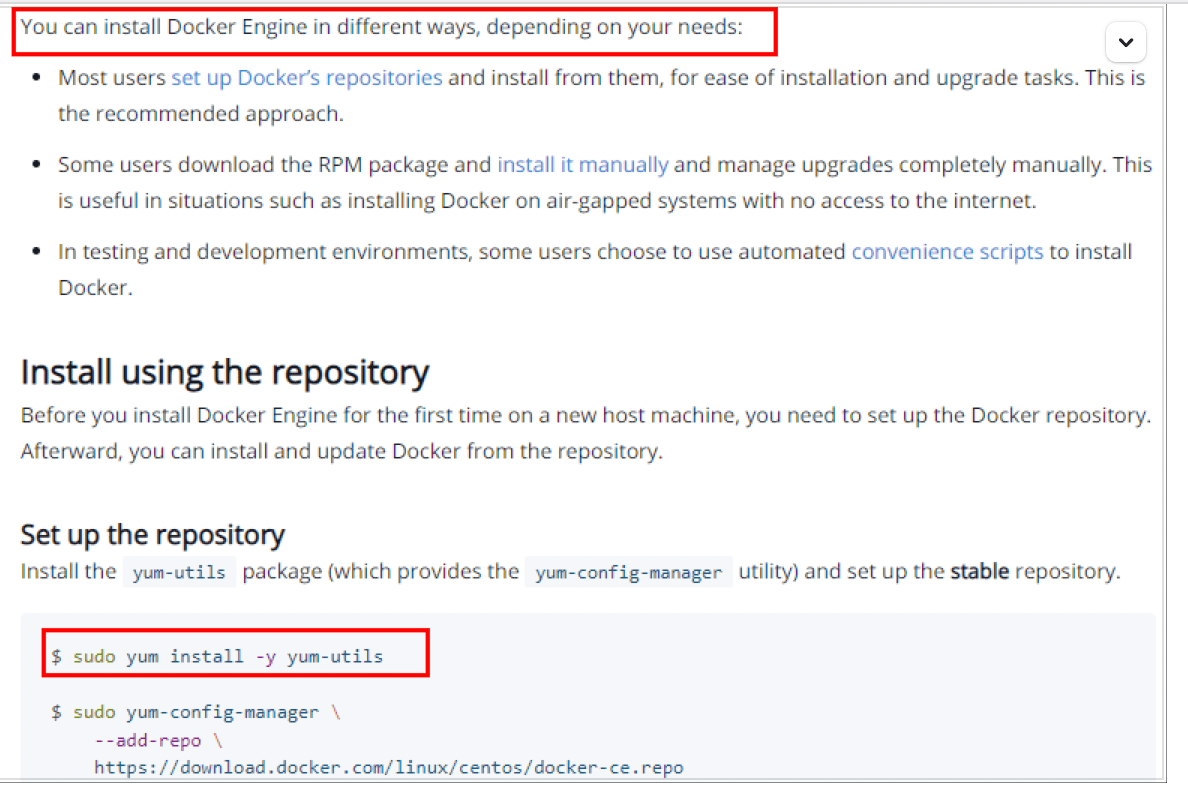 You can install Docker Engine in different ways, depending on your needs:
Most users set up Docker’s repositories and install from them, for ease of installation and upgrade tasks. This is
the recommended approach.
Some users download the RPM package and install it manually and manage upgrades completely manually. This
is useful in situations such as installing Docker on air-gapped systems with no access to the internet.
In testing and development environments, some users choose to use automated convenience scripts to install
Docker.
Install using the repository
Before you install Docker Engine for the first time on a new host machine, you need to set up the Docker repository.
Afterward, you can install and update Docker from the repository.
Set up the repository
Install the yum-utils package (which provides the yum-config-manager utility) and set up the stable repository.
$ sudo yum install -y yum-utils
$ sudo yum-config-manager \
--add-repo \
https://download.docker.com/linux/centos/docker-ce.repo